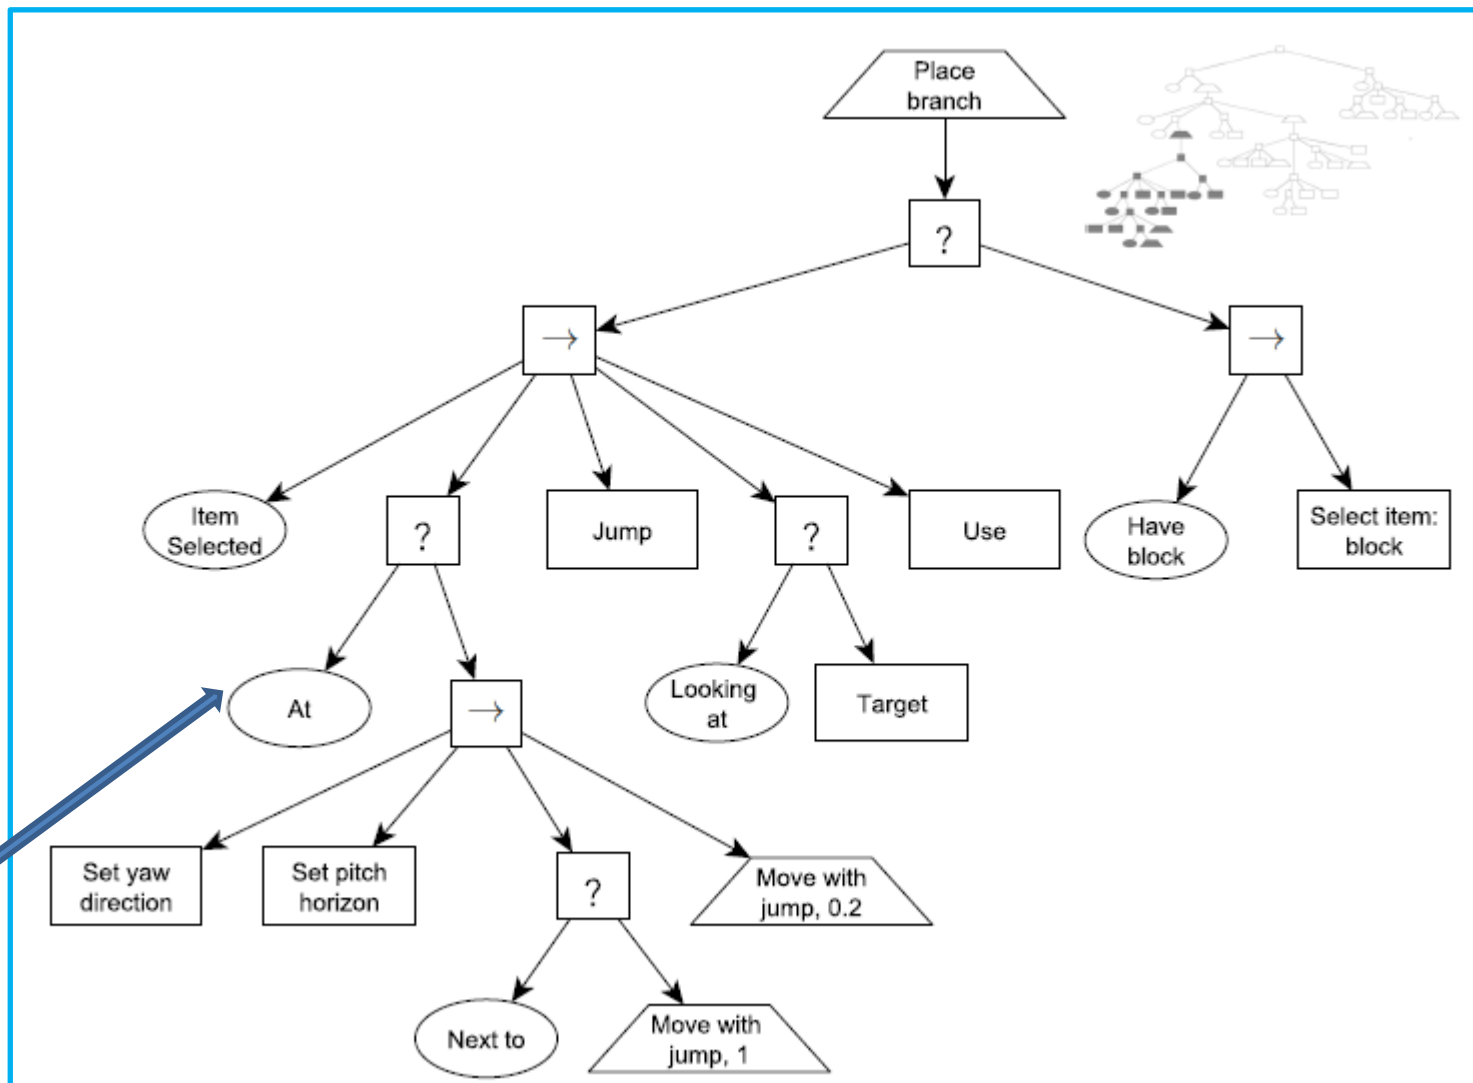 Place
branch
?
→
→
Item
Selected
?
Jump
?
Use
Have
block
Select item:
block
At
→
Looking
at
Target
Set yaw
direction
Set pitch
horizon
?
Move with
jump, 0.2
Next to
Move with
jump, 1